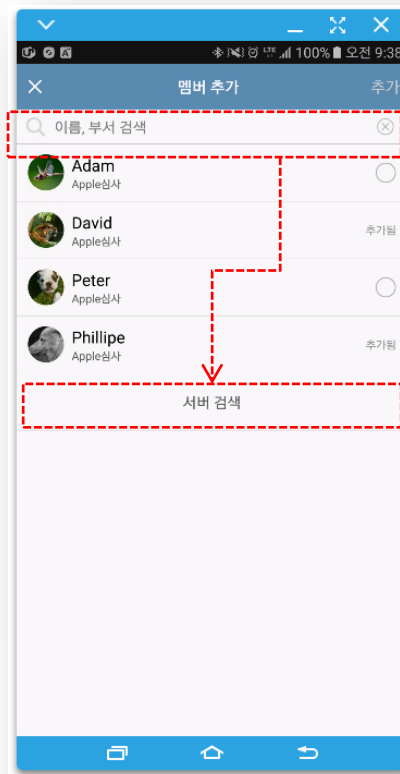 100% 오전 9:38
멤버 추가 추가
이름, 부서 검색
Adam
Apple심사
David
Apple심사
추가됨
Peter
Apple심사
Phillipe
Apple심사
추가됨
서버 검색